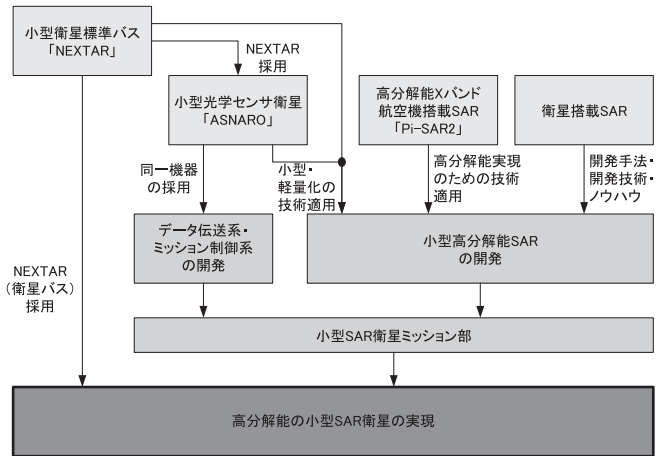 小型衛星標準バス
「NEXTAR」
NEXTAR
採用
小型光学センサ衛星
「ASNARO」
高分解能Xバンド
航空機搭載SAR
「Pi-SAR2」
衛星搭載SAR
同一機器
の採用
小型・
軽量化の
技術適用
高分解能実現
のための技術
適用
開発手法・
開発技術・
ノウハウ
データ伝送系・
ミッション制御系
の開発
小型高分解能SAR
の開発
NEXTAR
（衛星バス）
採用
小型SAR衛星ミッション部
高分解能の小型SAR衛星の実現